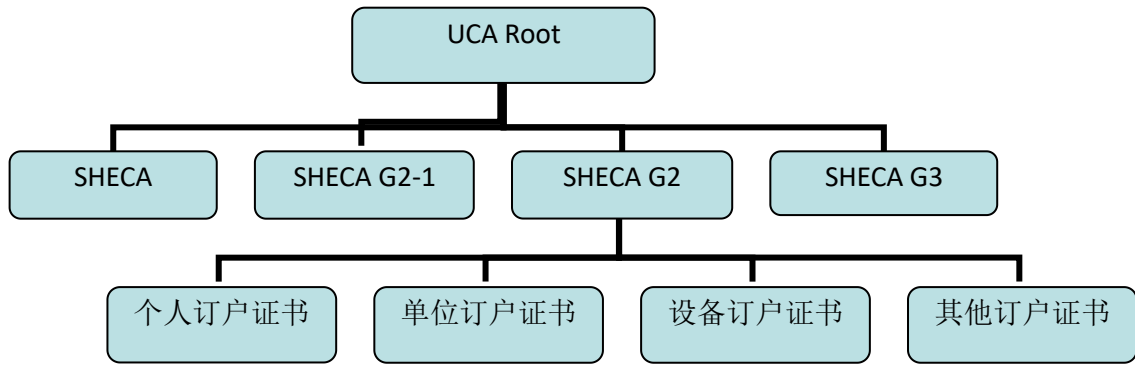 UCA Root
SHECA
SHECA G2-1
SHECA G2
SHECA G3
个人订户证书
单位订户证书
设备订户证书
其他订户证书